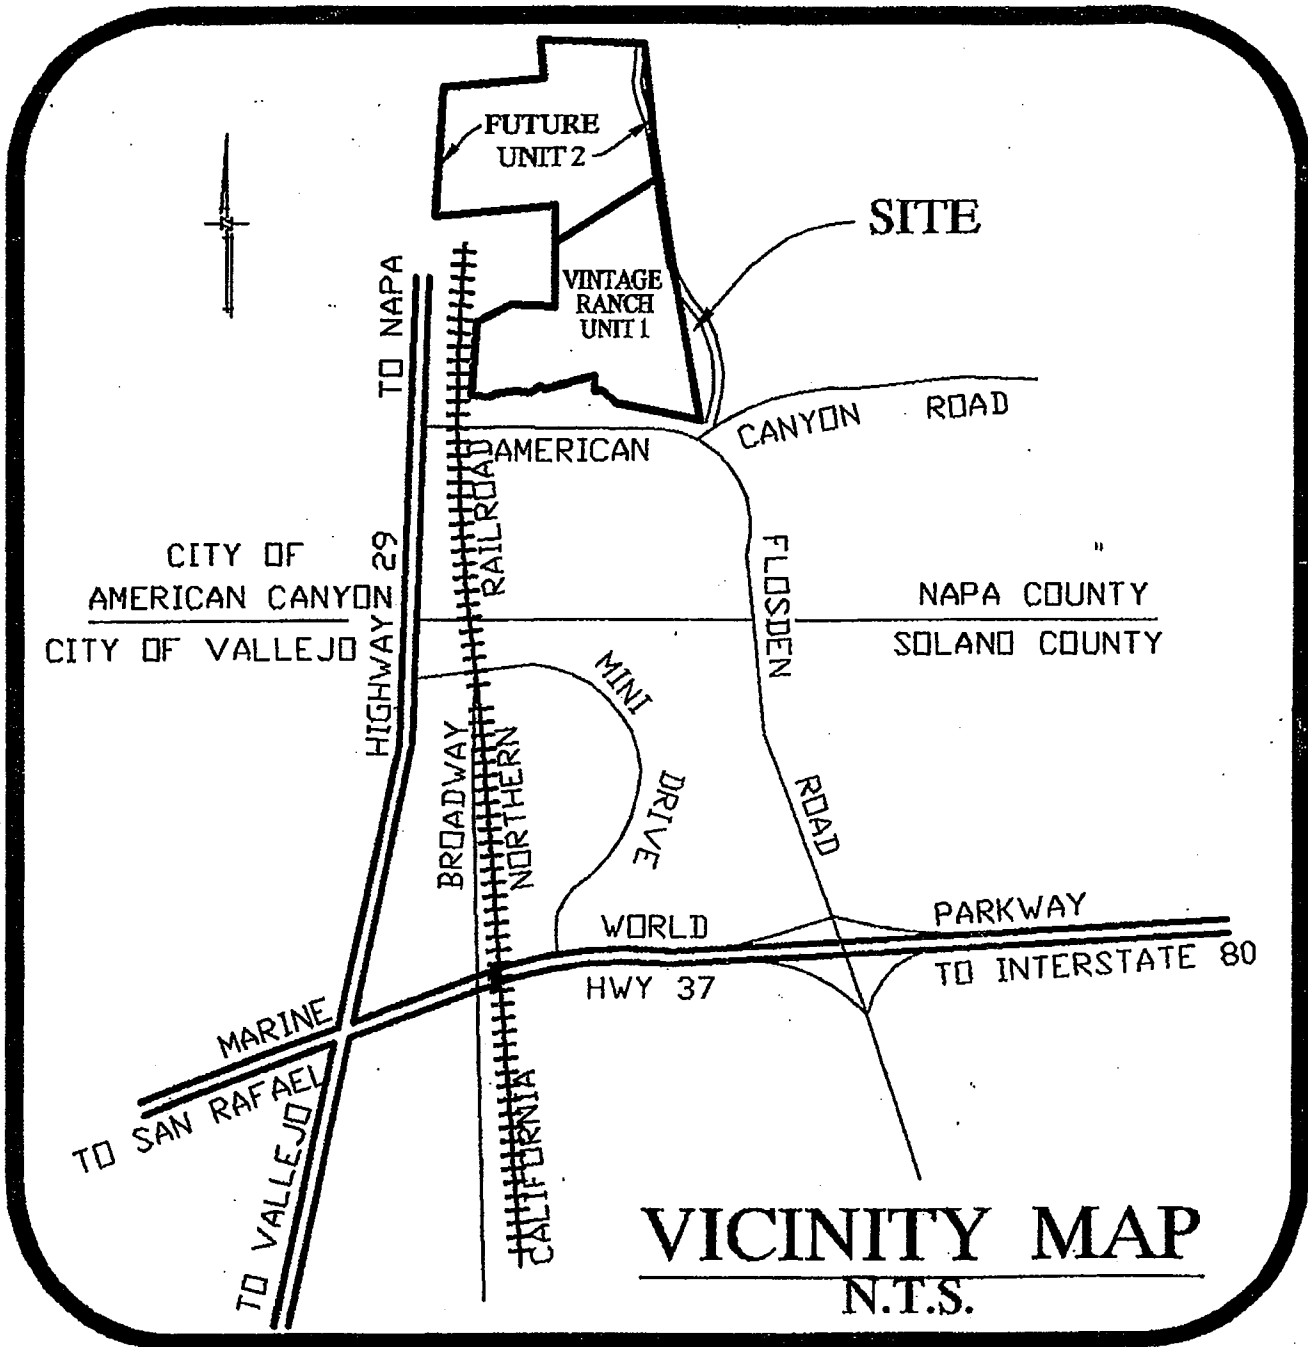 FUTURE
UNIT 2
SITE
VINTAGE
RANCH
UNIT 1
TO NAPA
CANYON ROAD
AMERICAN
RAILROAD
CITY OF
AMERICAN CANYON
CITY OF VALLEJO
HIGHWAY 29
FLOSDEN
NAPA COUNTY
SOLANO COUNTY
MINI
DRIVE
BROADWAY
NORTHERN
ROAD
WORLD
PARKWAY
HWY 37
TO INTERSTATE 80
MARINE
TO SAN RAFAEL
TO VALLEJO
CALIFORNIA
VICINITY MAP
N.T.S.